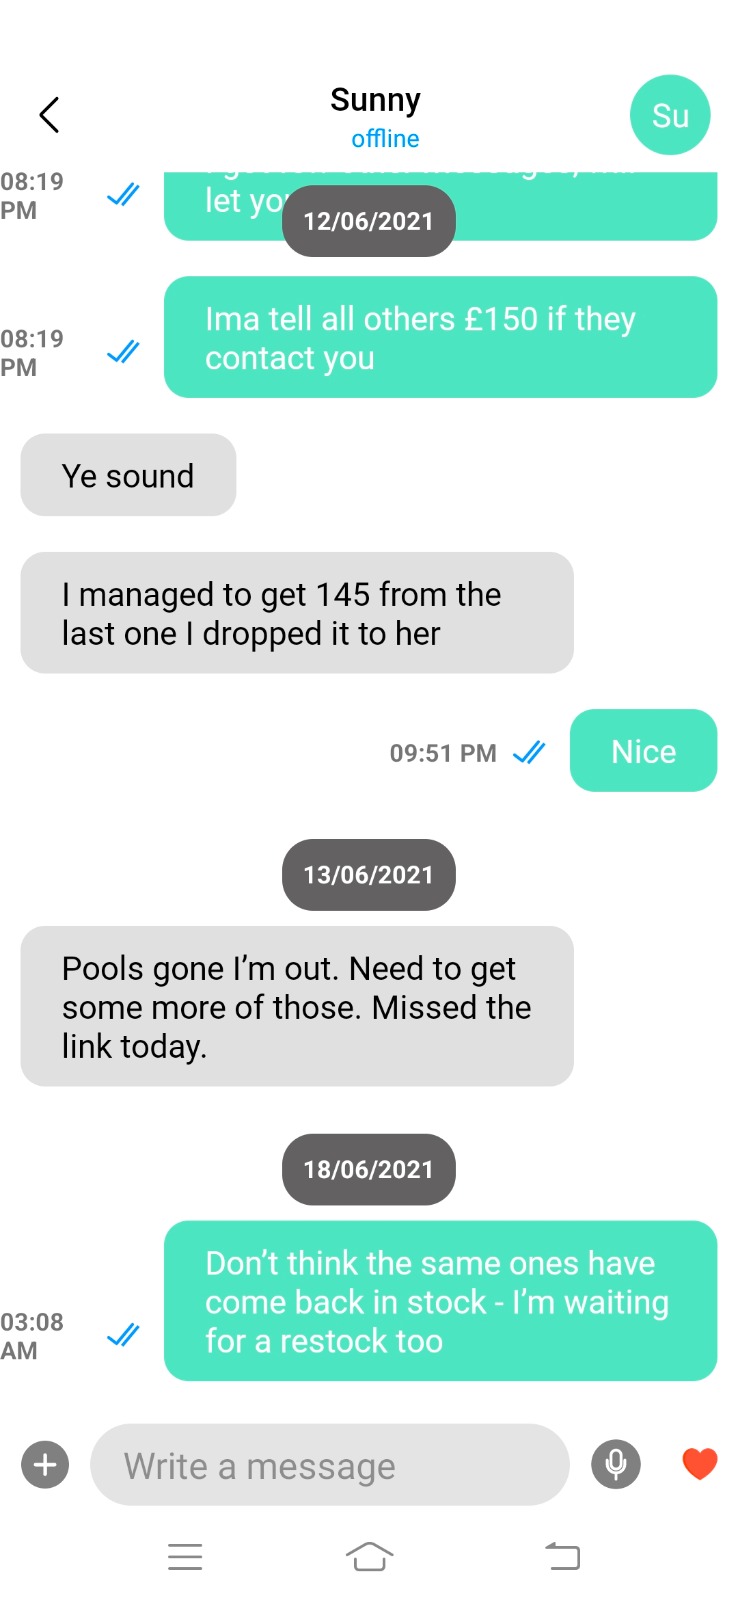 Sunny
offline
Su
08:19
PM
let you
12/06/2021
Ima tell all others £150 if they
contact you
08:19
PM
Ye sound
I managed to get 145 from the
last one I dropped it to her
09:51 PM
Nice
13/06/2021
Pools gone I’m out. Need to get
some more of those. Missed the
link today.
18/06/2021
Don’t think the same ones have
come back in stock - I’m waiting
for a restock too
03:08
AM
Write a message